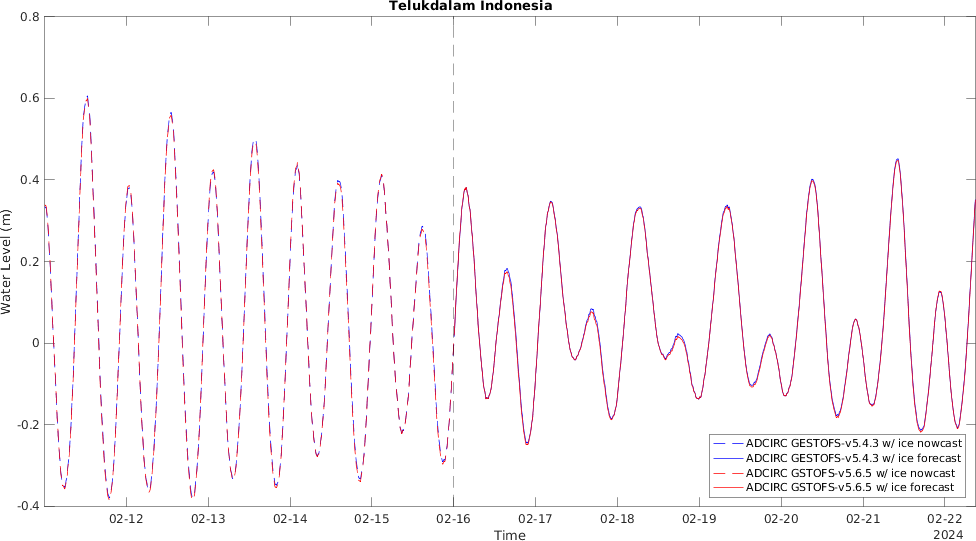 Telukdalam Indonesia
0.8
0.6
0.4
0.2
0
-0.2
-0.4
Water Level (m)
02-12 02-13 02-14 02-15 02-16 02-17 02-18 02-19 02-20 02-21 02-22
2024
Time
ADCIRC GESTOFS-v5.4.3 w/ ice nowcast
ADCIRC GESTOFS-v5.4.3 w/ ice forecast
ADCIRC GSTOFS-v5.6.5 w/ ice nowcast
ADCIRC GSTOFS-v5.6.5 w/ ice forecast